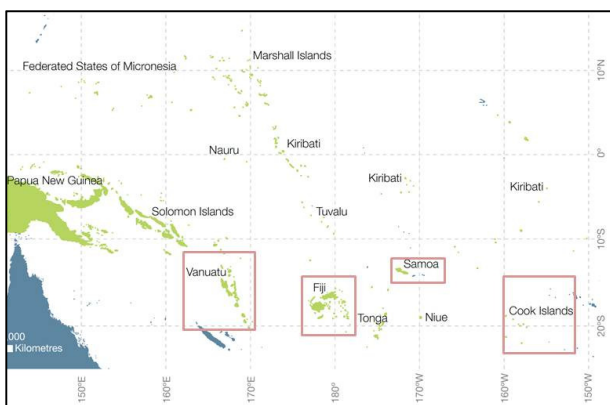 Marshall Islands
Federated States of Micronesia
10°N
Kiribati
Nauru
0°
Kiribati
Kiribati
Papua New Guinea
Solomon Islands
Tuvalu
10°S
Samoa
Vanuatu
Fiji
Cook Islands
Tonga
Niue
20°S
000
Kilometres
150°E
160°E
170°E
180°
170°W
160°W
150°W